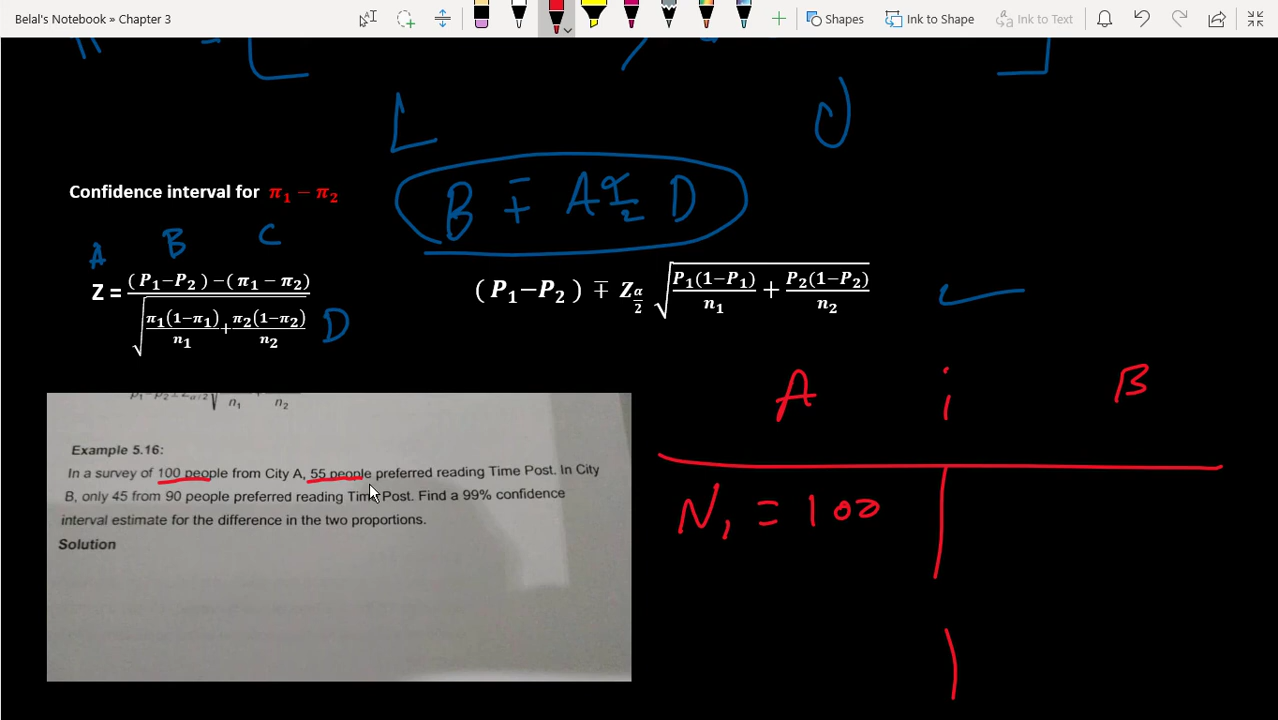 Belal's Notebook » Chapter 3
Shapes
Ink to Shape
Ink to Text
L
U
Confidence interval for π₁ − π₂
B ∓ A α/2 D
A B C
Z = ((P₁−P₂) −(π₁ − π₂)) / √(π₁(1−π₁)/n₁ + π₂(1−π₂)/n₂) D
(P₁−P₂) ∓ Z α/2 √(P₁(1−P₁)/n₁ + P₂(1−P₂)/n₂)
A B
n₁ n₂
Example 5.16:
In a survey of 100 people from City A, 55 people preferred reading Time Post. In City
B, only 45 from 90 people preferred reading Time Post. Find a 99% confidence
interval estimate for the difference in the two proportions.
Solution
N₁ = 100